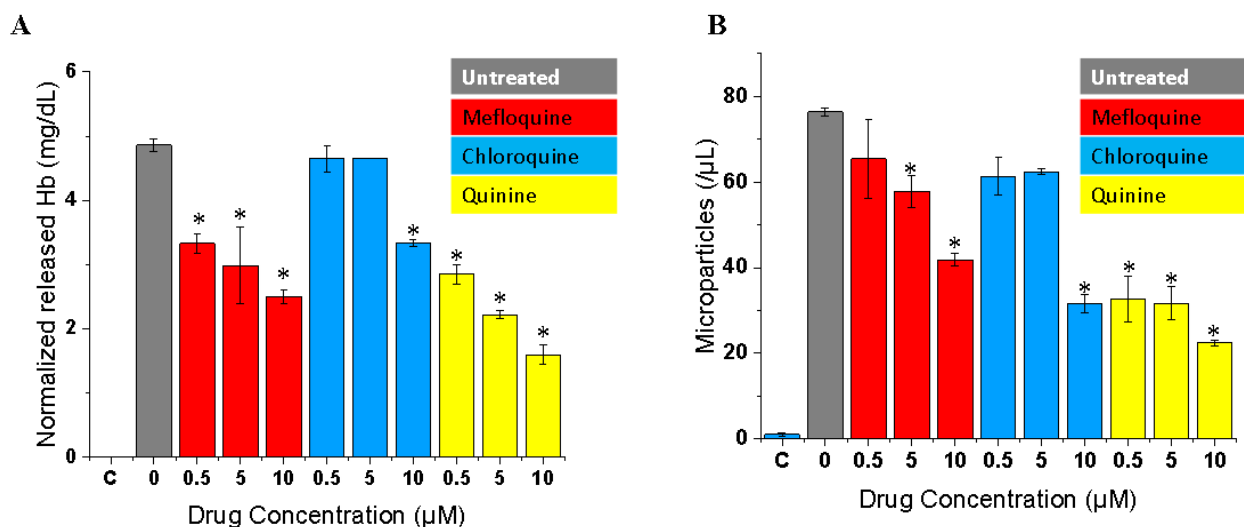 A
Normalized released Hb (mg/dL)
6
4
2
0
Untreated
Mefloquine
Chloroquine
Quinine
* * * * * * *
C 0 0.5 5 10 0.5 5 10 0.5 5 10
Drug Concentration (µM)
B
Microparticles (/µL)
80
60
40
20
0
Untreated
Mefloquine
Chloroquine
Quinine
* * * * * *
C 0 0.5 5 10 0.5 5 10 0.5 5 10
Drug Concentration (µM)